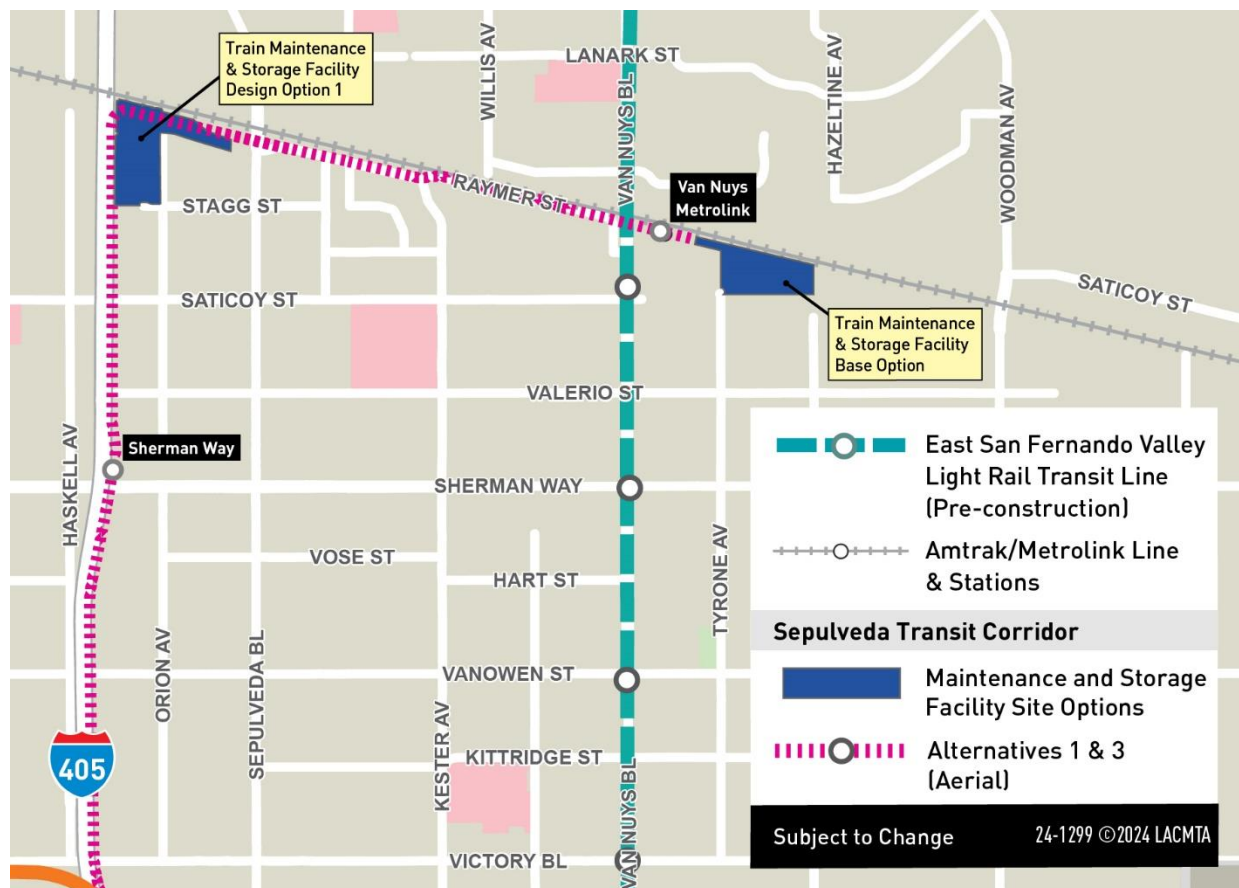 Train Maintenance
& Storage Facility
Design Option 1
WILLIS AV
LANARK ST
VAN NUYS BL
HAZELTINE AV
WOODMAN AV
STAGG ST
RAYMER ST
Van Nuys
Metrolink
SATICOY ST
SATICOY ST
Train Maintenance
& Storage Facility
Base Option
VALERIO ST
HASKELL AV
Sherman Way
SHERMAN WAY
VOSE ST
HART ST
TYRONE AV
ORION AV
SEPULVEDA BL
VANOWEN ST
KESTER AV
KITTRIDGE ST
VAN NUYS BL
405
VICTORY BL
East San Fernando Valley
Light Rail Transit Line
(Pre-construction)
Amtrak/Metrolink Line
& Stations
Sepulveda Transit Corridor
Maintenance and Storage
Facility Site Options
Alternatives 1 & 3
(Aerial)
Subject to Change
24-1299 ©2024 LACMTA